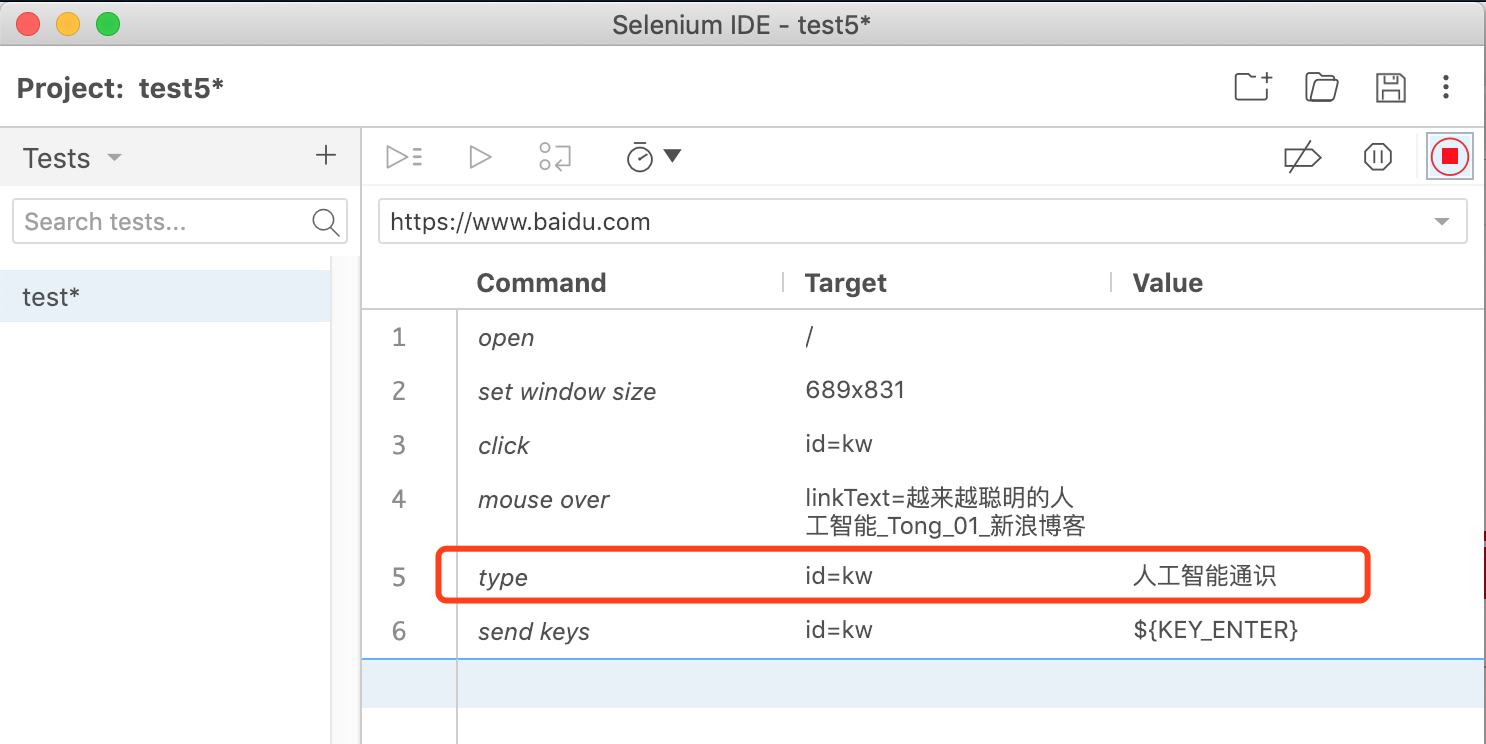 Selenium IDE - test5*
Project: test5*
Tests
Search tests...
https://www.baidu.com
test*
Command Target Value
1 open /
2 set window size 689x831
3 click id=kw
4 mouse over linkText=越来越聪明的人
工智能_Tong_01_新浪博客
5 type id=kw 人工智能通识
6 send keys id=kw ${KEY_ENTER}